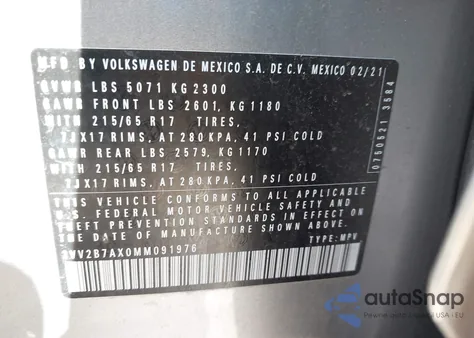 MFD BY VOLKSWAGEN DE MEXICO S.A. DE C.V. MEXICO 02/21
GVWR LBS 5071 KG 2300
GAWR FRONT LBS 2601, KG 1180
WITH 215/65 R17 TIRES,
7JX17 RIMS, AT 280 KPA, 41 PSI COLD
GAWR REAR LBS 2579, KG 1170
WITH 215/65 R17 TIRES,
7JX17 RIMS, AT 280 KPA, 41 PSI COLD
THIS VEHICLE CONFORMS TO ALL APPLICABLE
U.S. FEDERAL MOTOR VEHICLE SAFETY AND
THEFT PREVENTION STANDARDS IN EFFECT ON
THE DATE OF MANUFACTURE SHOWN ABOVE.
3VV2B7AX0MM091976 TYPE: MPV
0750521 3584
autoSnap